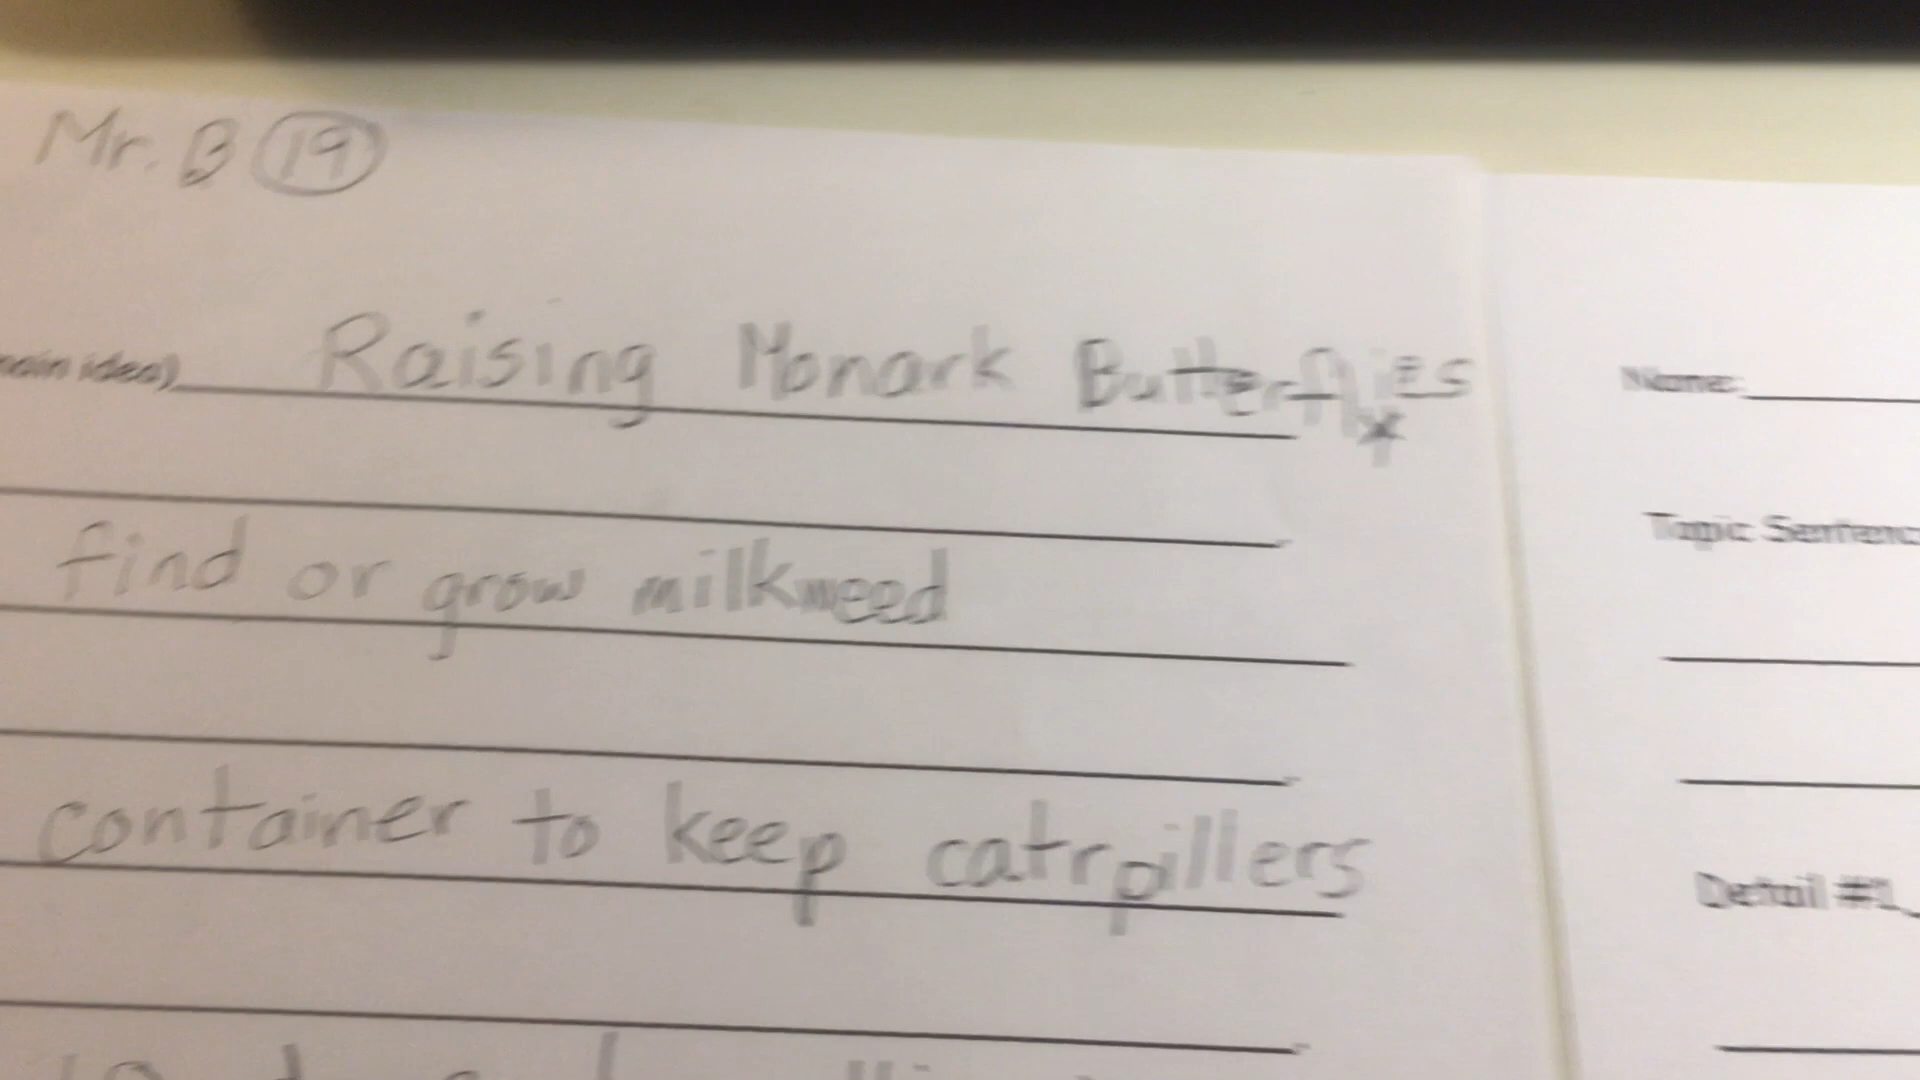 Mr. B 19
main idea) Raising Monark Butterflies
find or grow milkweed
container to keep catrpillers
Name:
Topic Sentenc
Detail #1